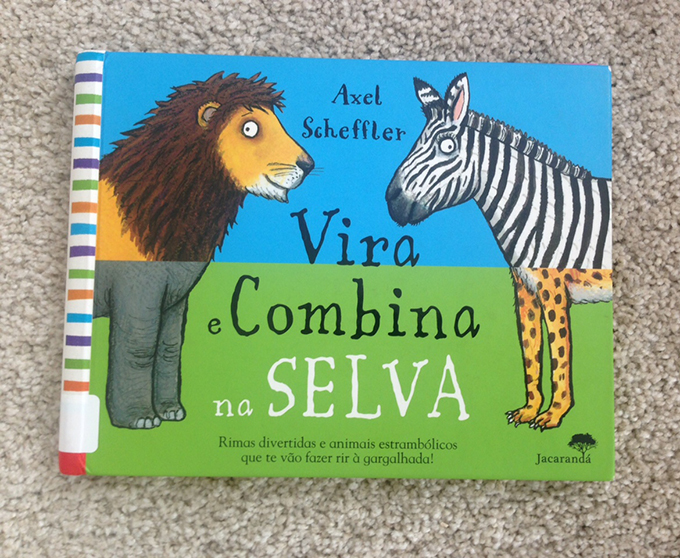 Axel
Scheffler
Vira
e Combina
na SELVA
Rimas divertidas e animais estrambólicos
que te vão fazer rir à gargalhada!
Jacarandá